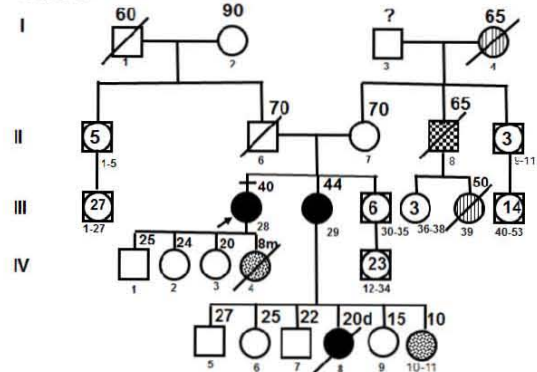 I 60 90 ? 65
1 2 3 4
II 5 70 70 65 3
1-5 6 7 8 9-11
III 27 40 44 6 3 50 14
1-27 28 29 30-35 36-38 39 40-53
IV 25 24 20 8m 23
1 2 3 4 12-34
27 25 22 20d 15 10
5 6 7 8 9 10-11